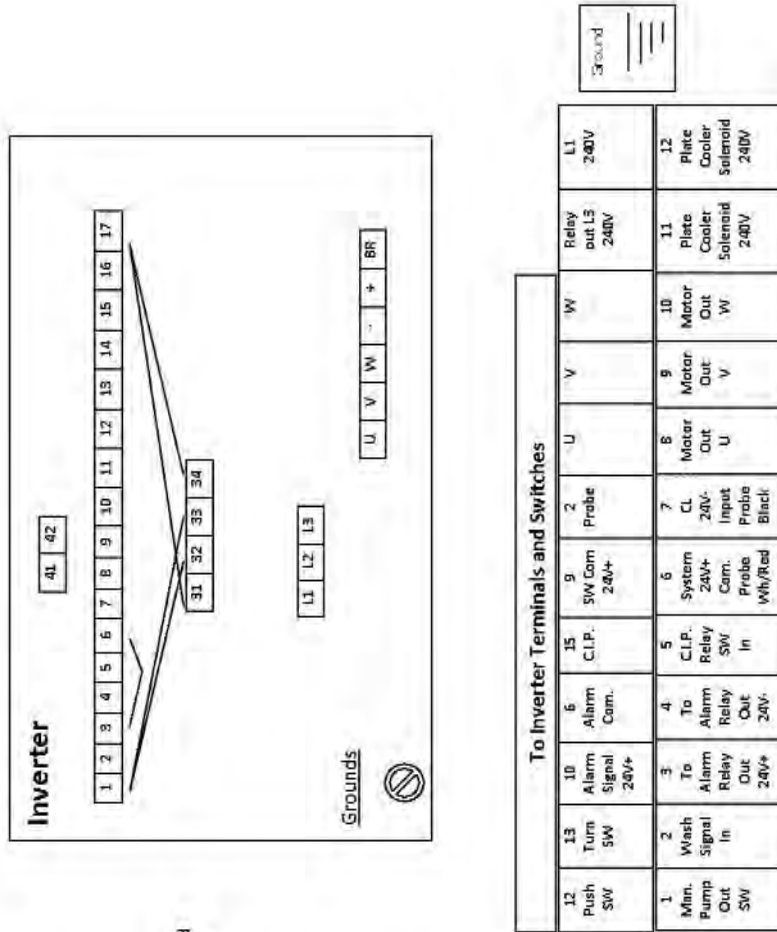 Inverter
41 42
1 2 3 4 5 6 7 8 9 10 11 12 13 14 15 16 17
31 32 33 34
L1 L2 L3
U V W - + BR
Grounds
To Inverter Terminals and Switches
12 Push SW
13 Turn SW
10 Alarm Signal 24V+
6 Alarm Com.
15 C.I.P.
9 SW Com 24V+
2 Probe
U
V
W
Relay out L3 240V
L1 240V
Ground
1 Man. Pump Out SW
2 Wash Signal In
3 To Alarm Relay Out 24V+
4 To Alarm Relay Out 24V-
5 C.I.P. Relay SW In
6 System 24V+ Com. Probe Wh/Red
7 CL 24V- Input Probe Black
8 Motor Out U
9 Motor Out V
10 Motor Out W
11 Plate Cooler Solenoid 240V
12 Plate Cooler Solenoid 240V